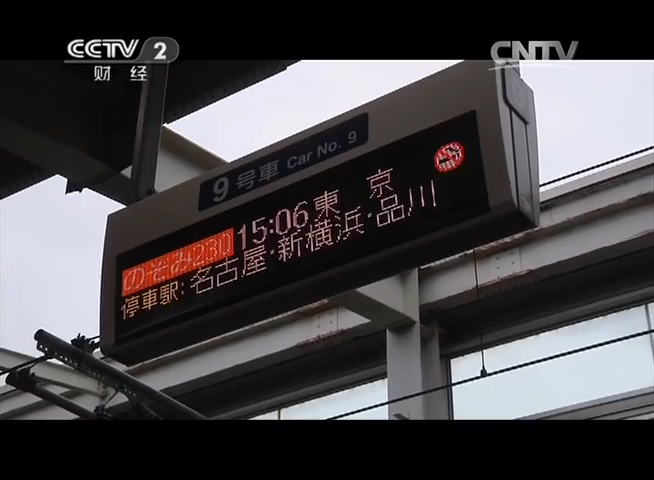 CCTV 2
财经
CNTV
9号車 Car No. 9
のぞみ230 15:06 東京
停車駅:名古屋・新横浜・品川